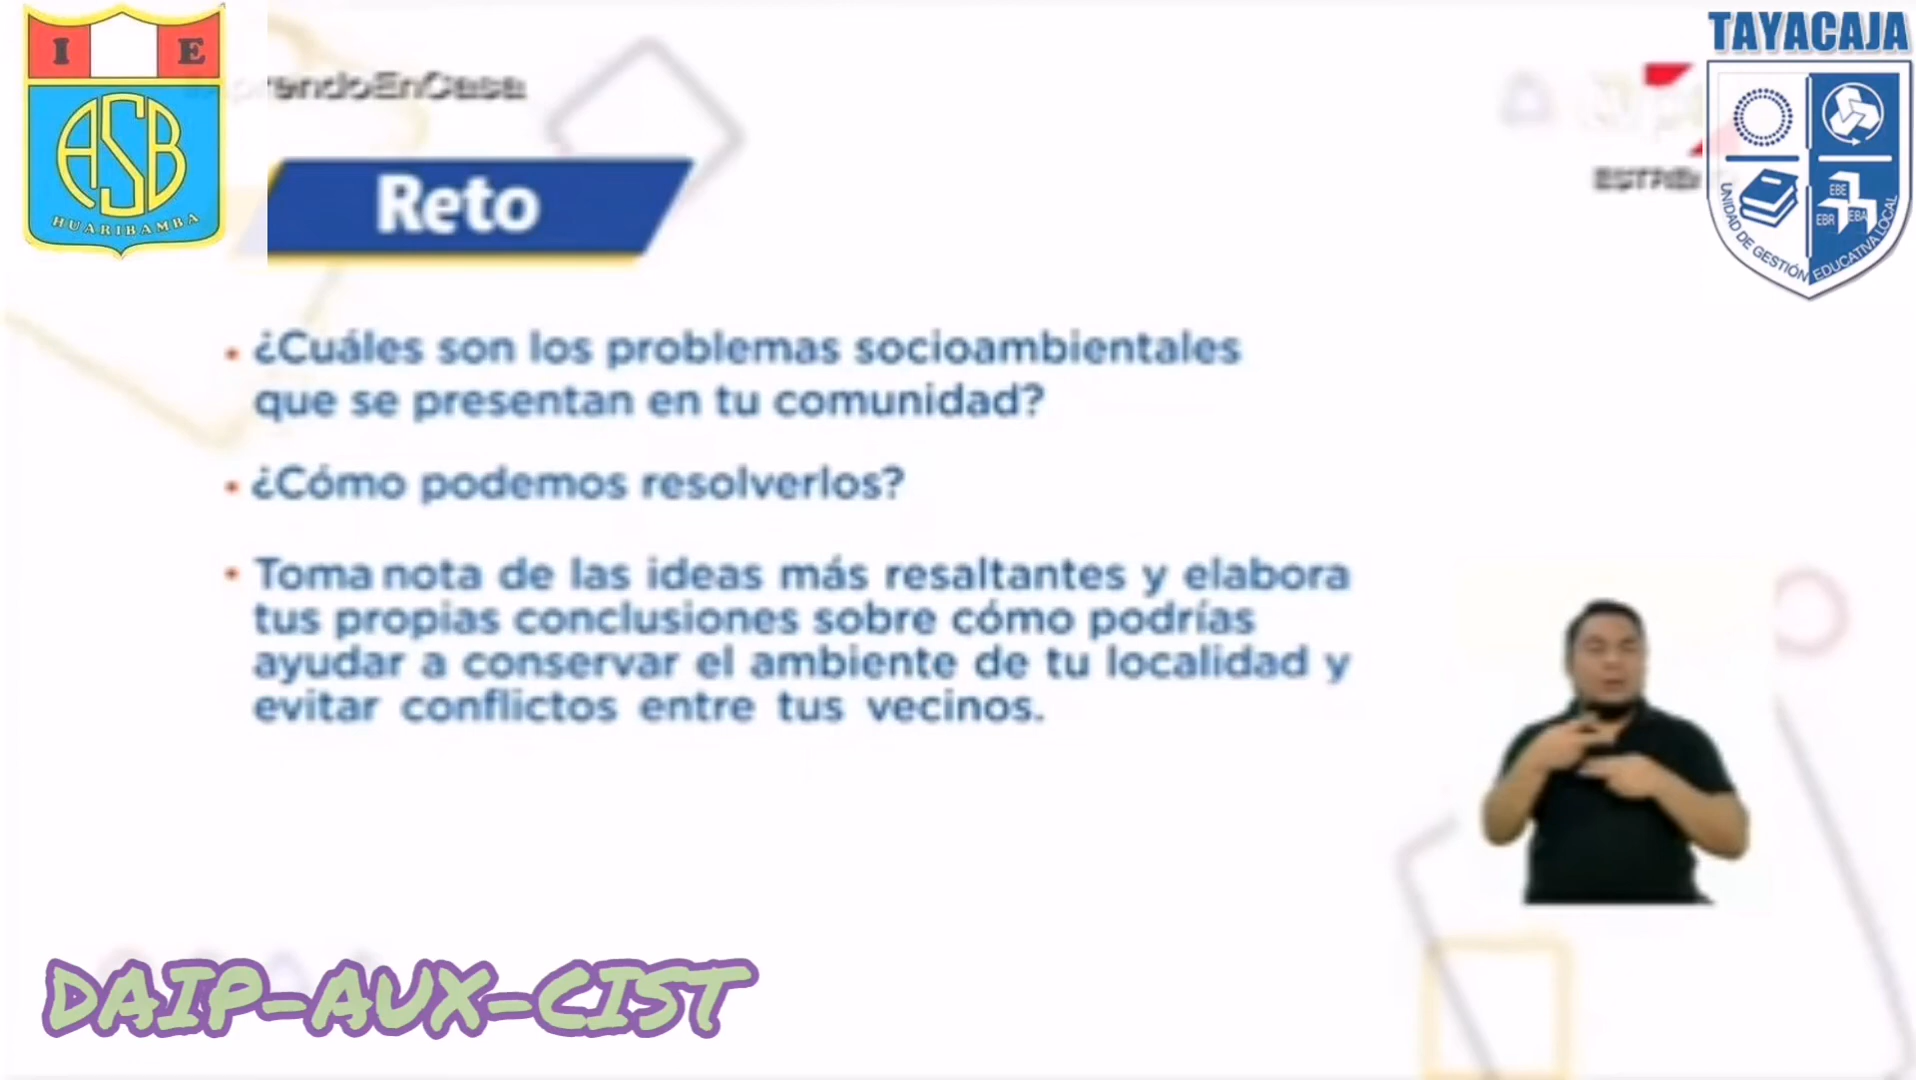 I E
ASB
HUARIBAMBA
rendoEnCasa
TAYACAJA
UNIDAD DE GESTIÓN EDUCATIVA LOCAL
EBE
EBR EBA
Reto
• ¿Cuáles son los problemas socioambientales
que se presentan en tu comunidad?
• ¿Cómo podemos resolverlos?
• Toma nota de las ideas más resaltantes y elabora
tus propias conclusiones sobre cómo podrías
ayudar a conservar el ambiente de tu localidad y
evitar conflictos entre tus vecinos.
DAIP-AUX-CIST